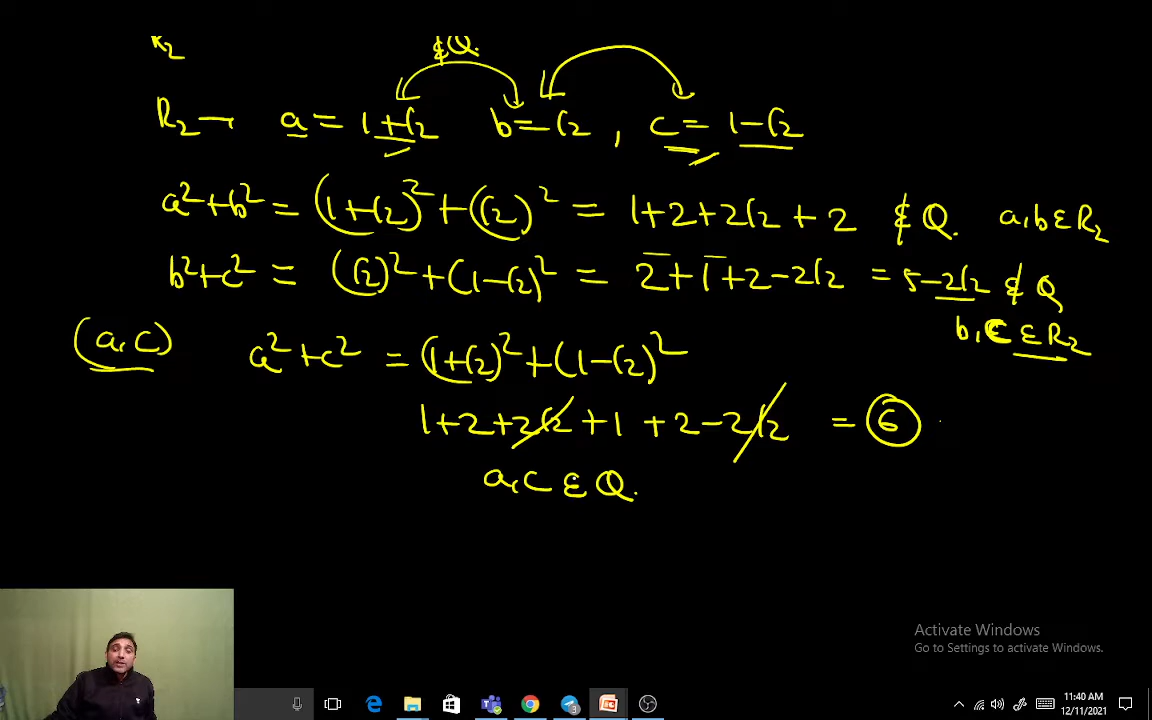 R₂
∉Q.
R₂ → a = 1+√2 b = √2 , c = 1-√2
a²+b² = (1+√2)²+(√2)² = 1+2+2√2+2 ∉ Q. a,b ∈ R₂
b²+c² = (√2)²+(1-√2)² = 2+1+2-2√2 = 5-2√2 ∉ Q
b,c ∈ R₂
(a,c) a²+c² = (1+√2)²+(1-√2)²
1+2+2√2+1+2-2√2 = 6
a,c ∈ Q.
Activate Windows
Go to Settings to activate Windows.
11:40 AM
12/11/2021